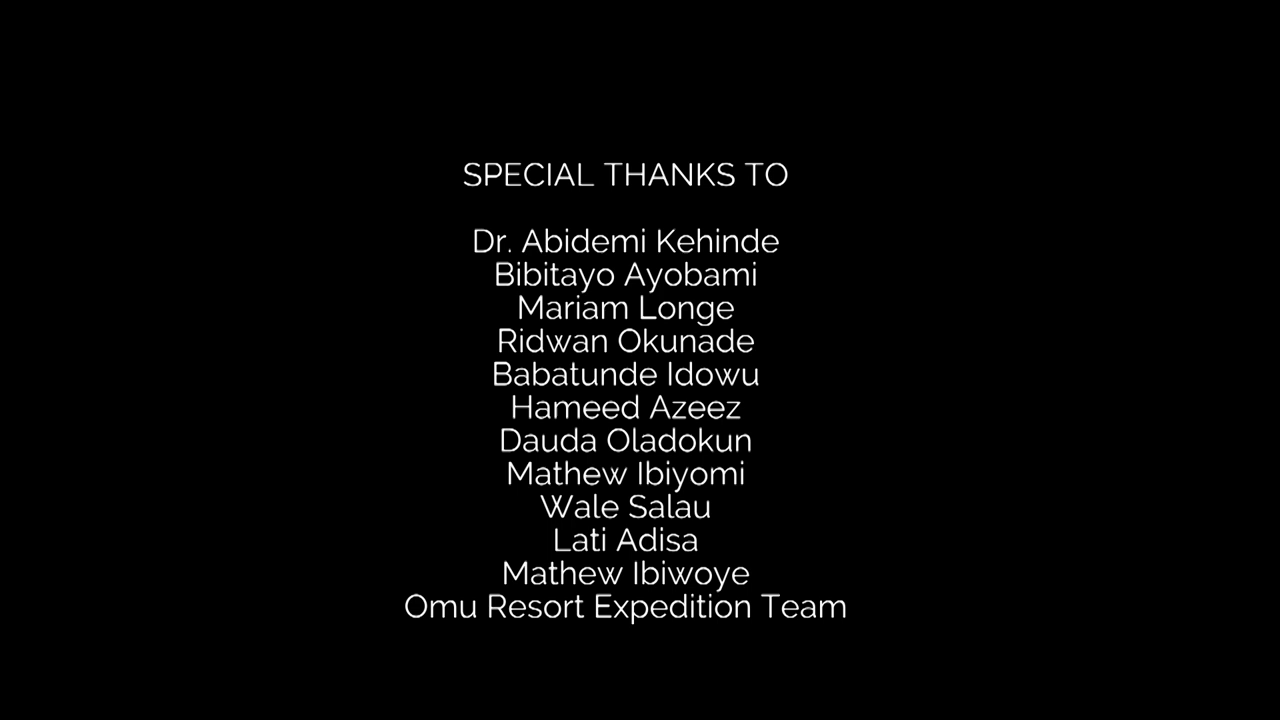 SPECIAL THANKS TO
Dr. Abidemi Kehinde
Bibitayo Ayobami
Mariam Longe
Ridwan Okunade
Babatunde Idowu
Hameed Azeez
Dauda Oladokun
Mathew Ibiyomi
Wale Salau
Lati Adisa
Mathew Ibiwoye
Omu Resort Expedition Team